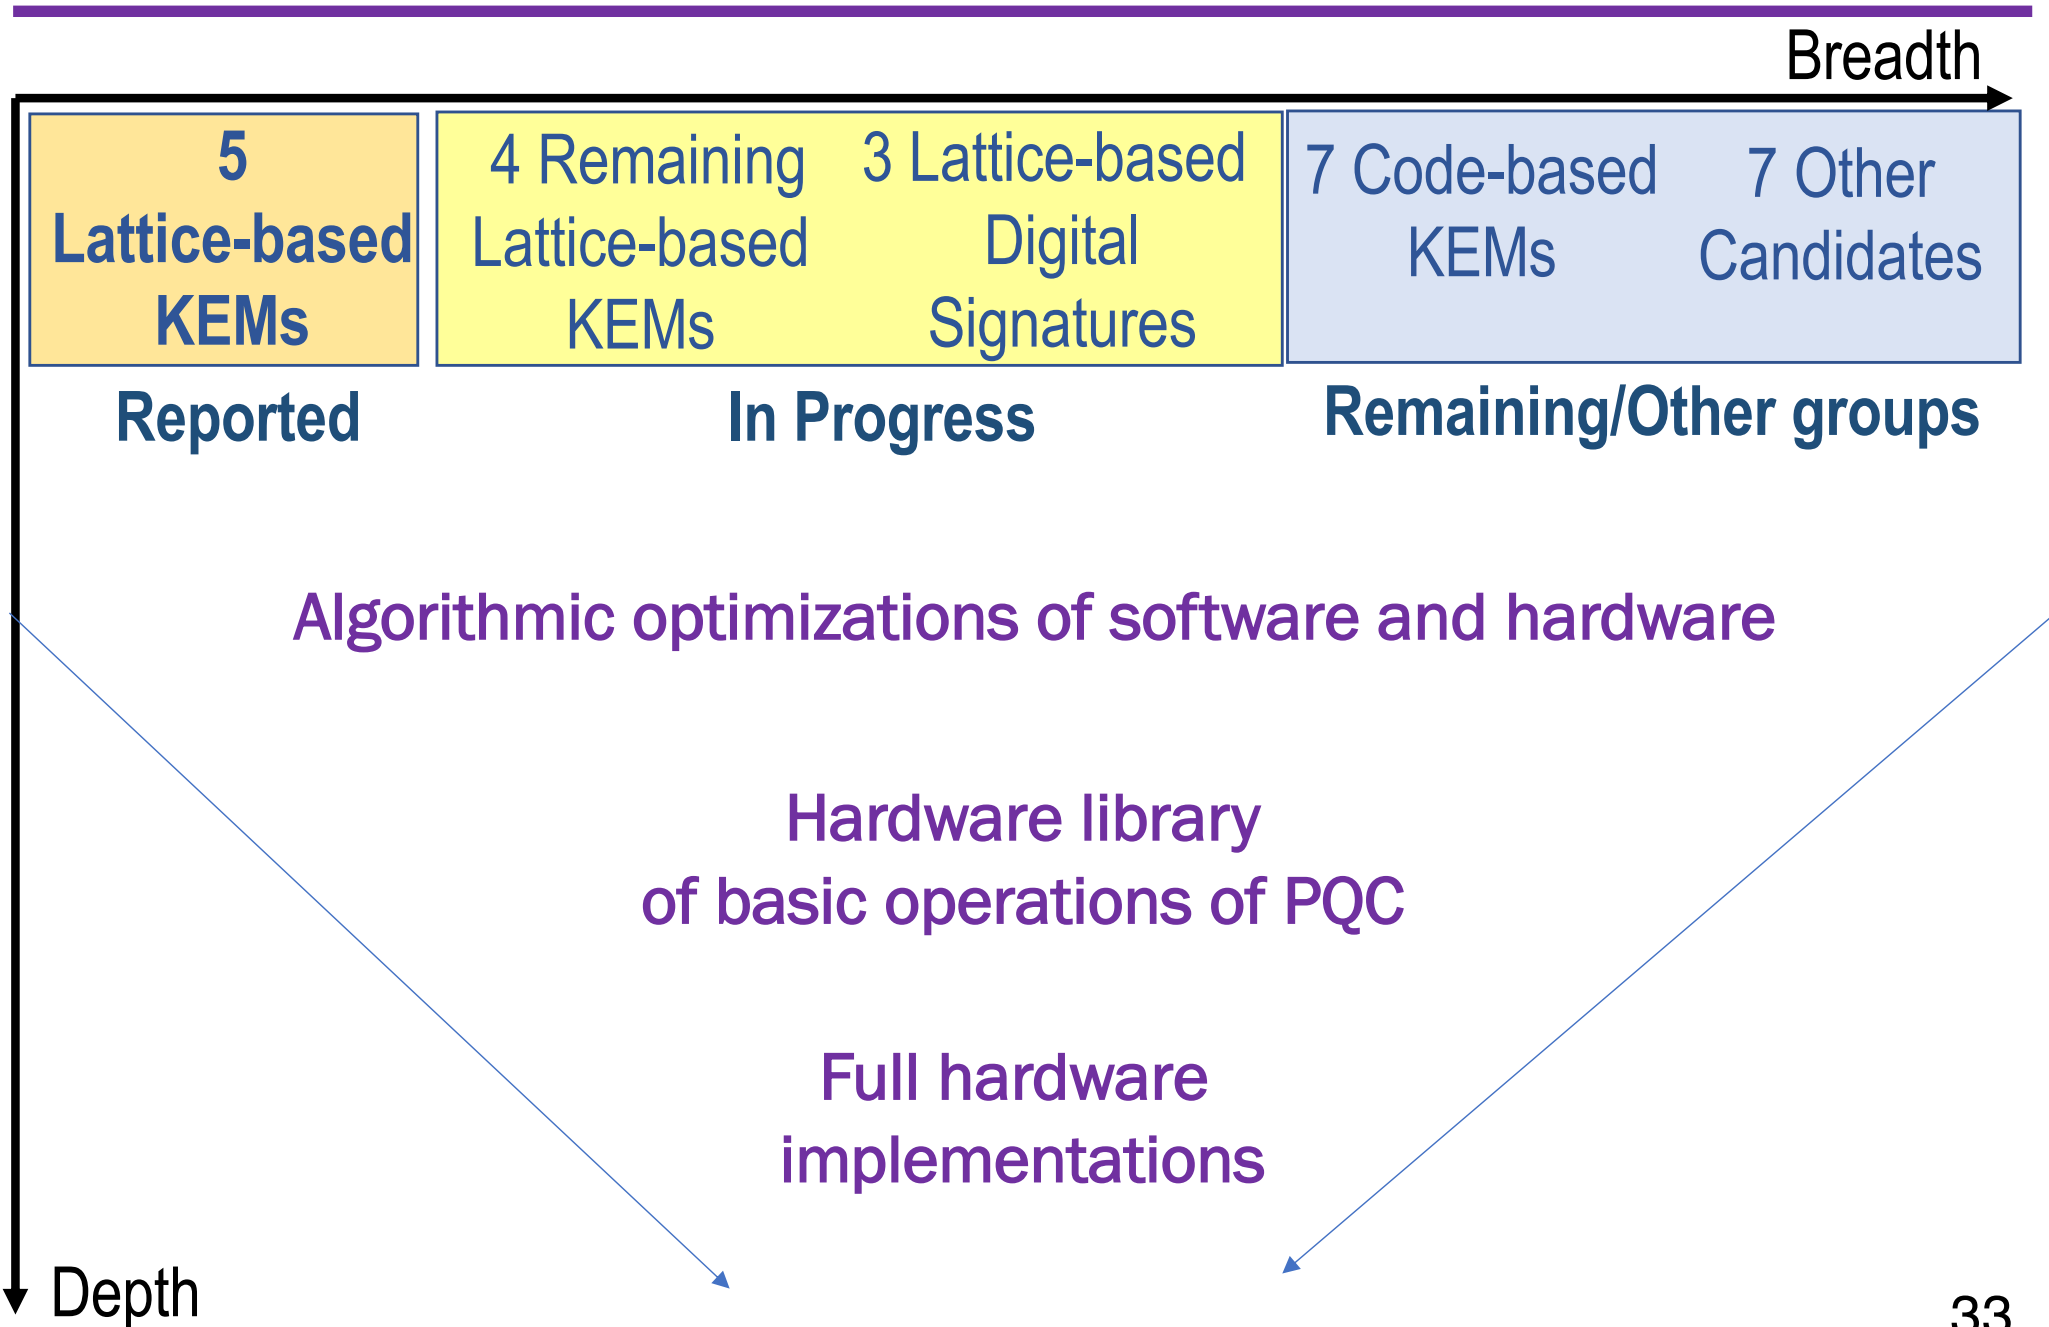 Breadth
5
Lattice-based
KEMs
4 Remaining
Lattice-based
KEMs
3 Lattice-based
Digital
Signatures
7 Code-based
KEMs
7 Other
Candidates
Reported
In Progress
Remaining/Other groups
Algorithmic optimizations of software and hardware
Hardware library
of basic operations of PQC
Full hardware
implementations
Depth
33